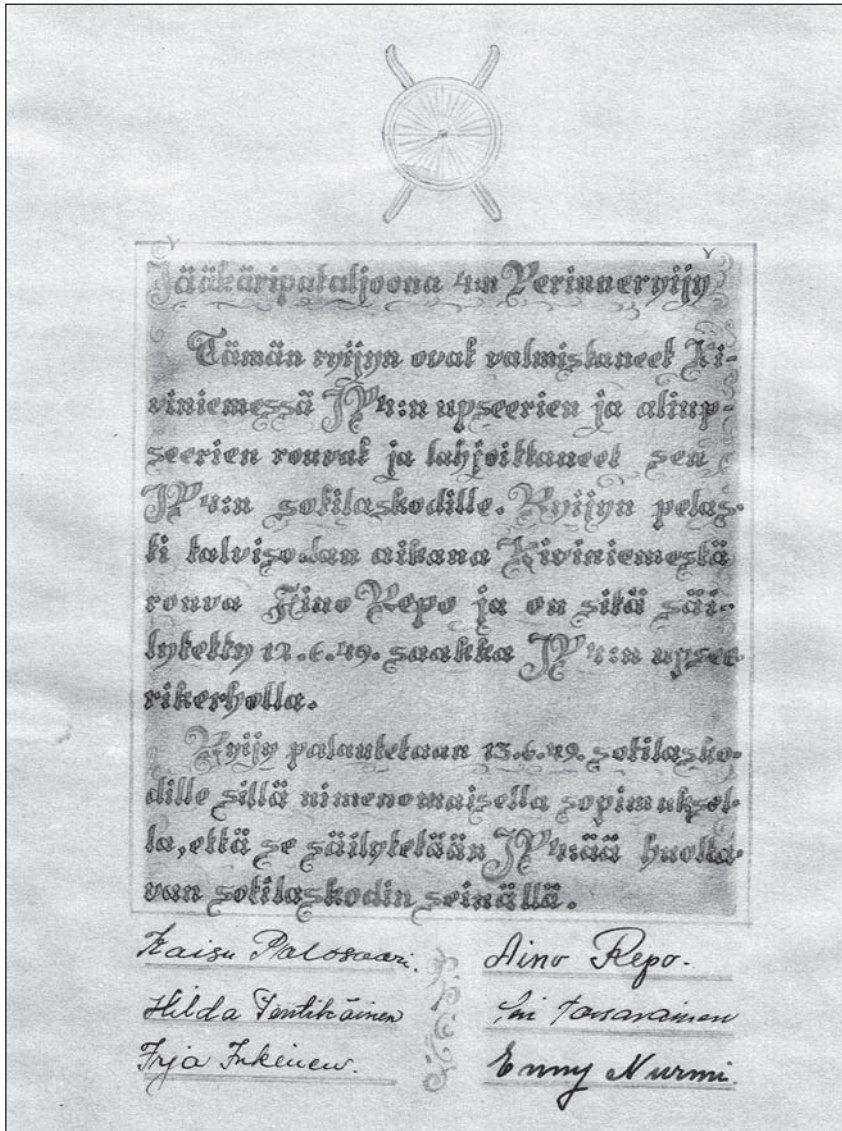 Jääkäripataljoona 4:n Perinneryijy
Tämän ryijyn ovat valmistaneet Ki-
viniemessä JP4:n upseerien ja aliup-
seerien rouvat ja lahjoittaneet sen
JP4:n sotilaskodille. Ryijyn pelas-
ti talvisodan aikana Kiviniemestä
rouva Aino Repo ja on sitä säi-
lytetty 12.6.49. saakka JP4:n upsee
rikerholla.
Ryijy palautetaan 13.6.49. sotilasko-
dille sillä nimenomaisella sopimuksel-
la, että se säilytetään JP4:ää huolta-
van sotilaskodin seinällä.
Kaisu Palosaari. Aino Repo.
Hilda Pentikäinen
Irja Inkinen. Enny Nurmi.